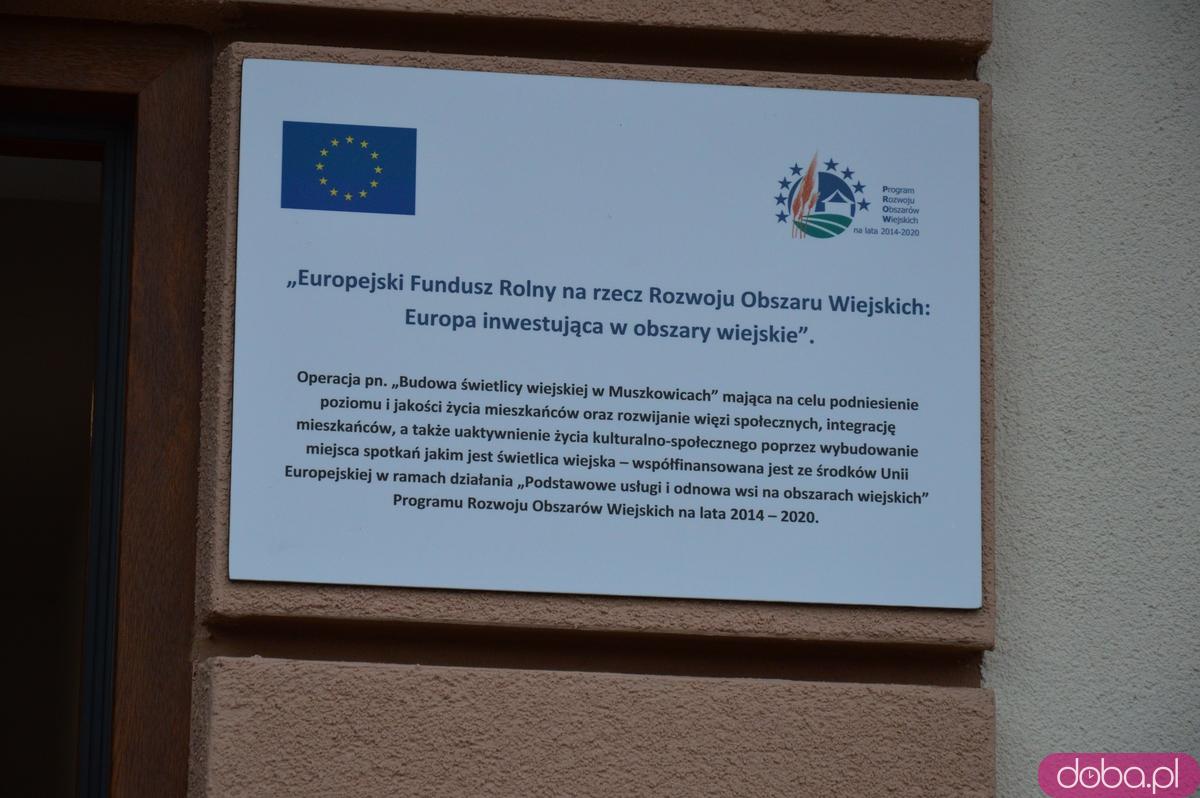 Program
Rozwoju
Obszarów
Wiejskich
na lata 2014-2020
„Europejski Fundusz Rolny na rzecz Rozwoju Obszaru Wiejskich:
Europa inwestująca w obszary wiejskie”.
Operacja pn. „Budowa świetlicy wiejskiej w Muszkowicach” mająca na celu podniesienie
poziomu i jakości życia mieszkańców oraz rozwijanie więzi społecznych, integrację
mieszkańców, a także uaktywnienie życia kulturalno-społecznego poprzez wybudowanie
miejsca spotkań jakim jest świetlica wiejska – współfinansowana jest ze środków Unii
Europejskiej w ramach działania „Podstawowe usługi i odnowa wsi na obszarach wiejskich”
Programu Rozwoju Obszarów Wiejskich na lata 2014 – 2020.
doba.pl